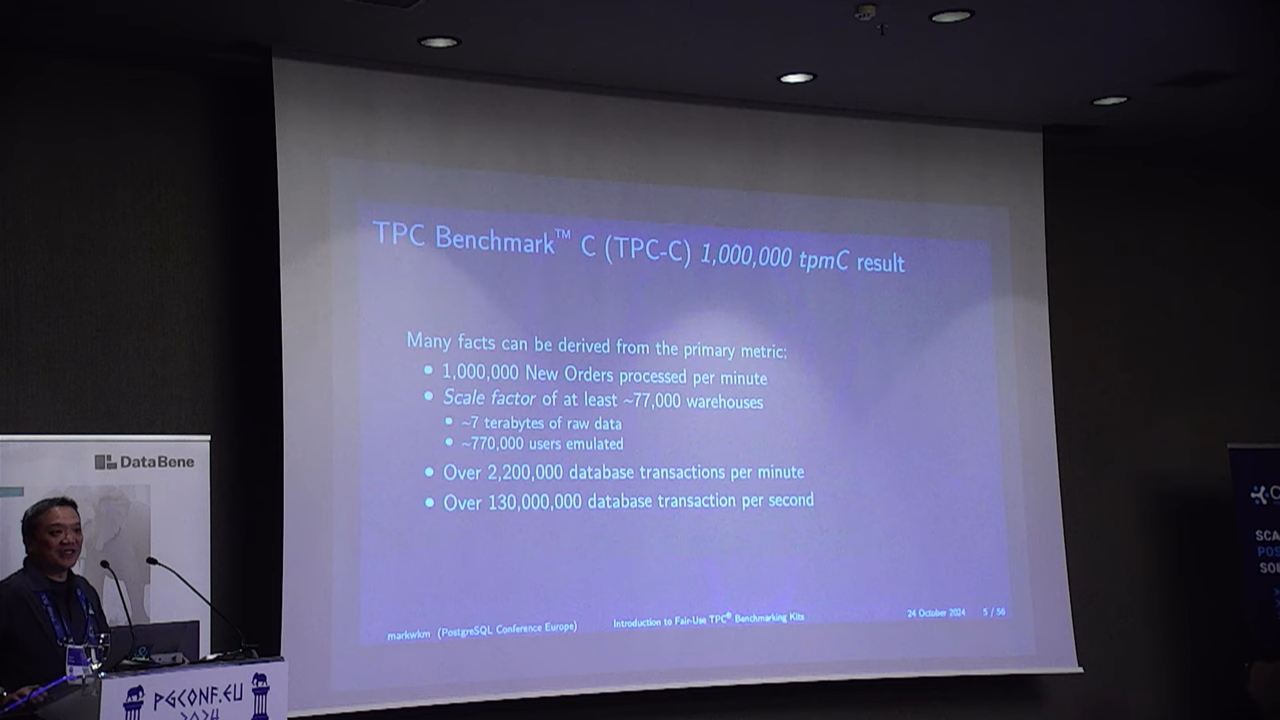 TPC Benchmark™ C (TPC-C) 1,000,000 tpmC result
Many facts can be derived from the primary metric:
• 1,000,000 New Orders processed per minute
• Scale factor of at least ~77,000 warehouses
• ~7 terabytes of raw data
• ~770,000 users emulated
• Over 2,200,000 database transactions per minute
• Over 130,000,000 database transaction per second
markwkm (PostgreSQL Conference Europe) Introduction to Fair-Use TPC® Benchmarking Kits 24 October 2024 5 / 56
DataBene
PGCONF.EU
2024
SCA
POS
SOL